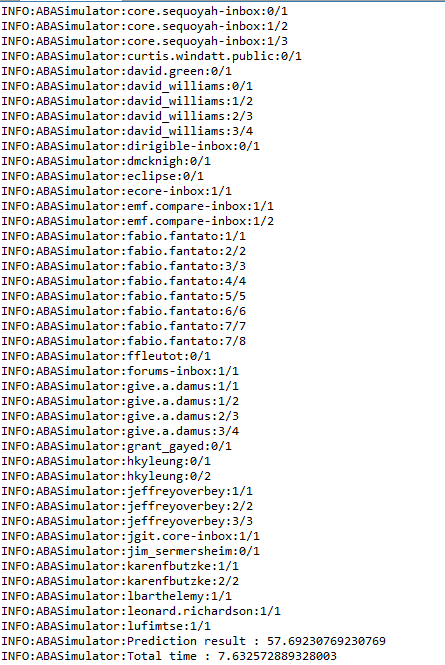 INFO:ABASimulator:core.sequoyah-inbox:0/1
INFO:ABASimulator:core.sequoyah-inbox:1/2
INFO:ABASimulator:core.sequoyah-inbox:1/3
INFO:ABASimulator:curtis.windatt.public:0/1
INFO:ABASimulator:david.green:0/1
INFO:ABASimulator:david_williams:0/1
INFO:ABASimulator:david_williams:1/2
INFO:ABASimulator:david_williams:2/3
INFO:ABASimulator:david_williams:3/4
INFO:ABASimulator:dirigible-inbox:0/1
INFO:ABASimulator:dmcknigh:0/1
INFO:ABASimulator:eclipse:0/1
INFO:ABASimulator:ecore-inbox:1/1
INFO:ABASimulator:emf.compare-inbox:1/1
INFO:ABASimulator:emf.compare-inbox:1/2
INFO:ABASimulator:fabio.fantato:1/1
INFO:ABASimulator:fabio.fantato:2/2
INFO:ABASimulator:fabio.fantato:3/3
INFO:ABASimulator:fabio.fantato:4/4
INFO:ABASimulator:fabio.fantato:5/5
INFO:ABASimulator:fabio.fantato:6/6
INFO:ABASimulator:fabio.fantato:7/7
INFO:ABASimulator:fabio.fantato:7/8
INFO:ABASimulator:ffleutot:0/1
INFO:ABASimulator:forums-inbox:1/1
INFO:ABASimulator:give.a.damus:1/1
INFO:ABASimulator:give.a.damus:1/2
INFO:ABASimulator:give.a.damus:2/3
INFO:ABASimulator:give.a.damus:3/4
INFO:ABASimulator:grant_gayed:0/1
INFO:ABASimulator:hkyleung:0/1
INFO:ABASimulator:hkyleung:0/2
INFO:ABASimulator:jeffreyoverbey:1/1
INFO:ABASimulator:jeffreyoverbey:2/2
INFO:ABASimulator:jeffreyoverbey:3/3
INFO:ABASimulator:jgit.core-inbox:1/1
INFO:ABASimulator:jim_sermersheim:0/1
INFO:ABASimulator:karenfbutzke:1/1
INFO:ABASimulator:karenfbutzke:2/2
INFO:ABASimulator:lbarthelemy:1/1
INFO:ABASimulator:leonard.richardson:1/1
INFO:ABASimulator:lufimtse:1/1
INFO:ABASimulator:Prediction result : 57.69230769230769
INFO:ABASimulator:Total time : 7.632572889328003